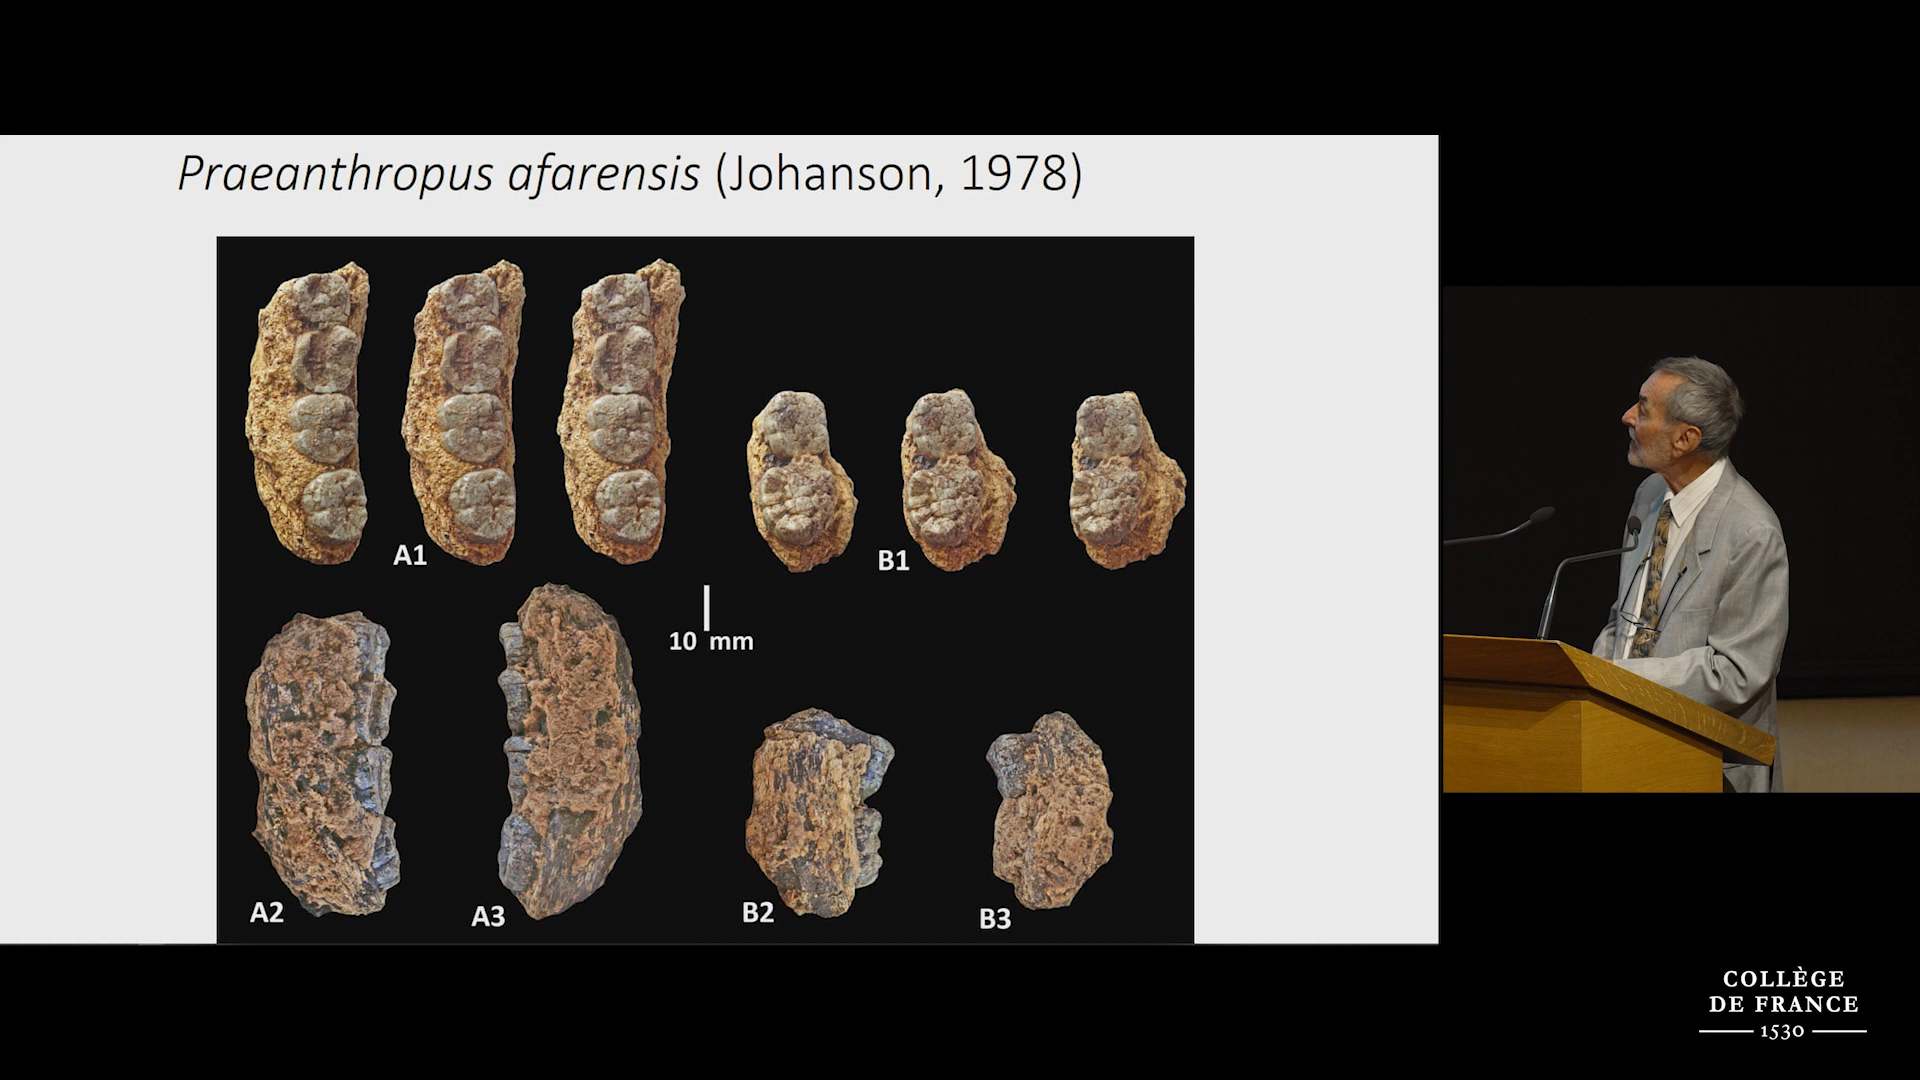 Praeanthropus afarensis (Johanson, 1978)
A1
B1
10 mm
A2
A3
B2
B3
COLLÈGE
DE FRANCE
1530